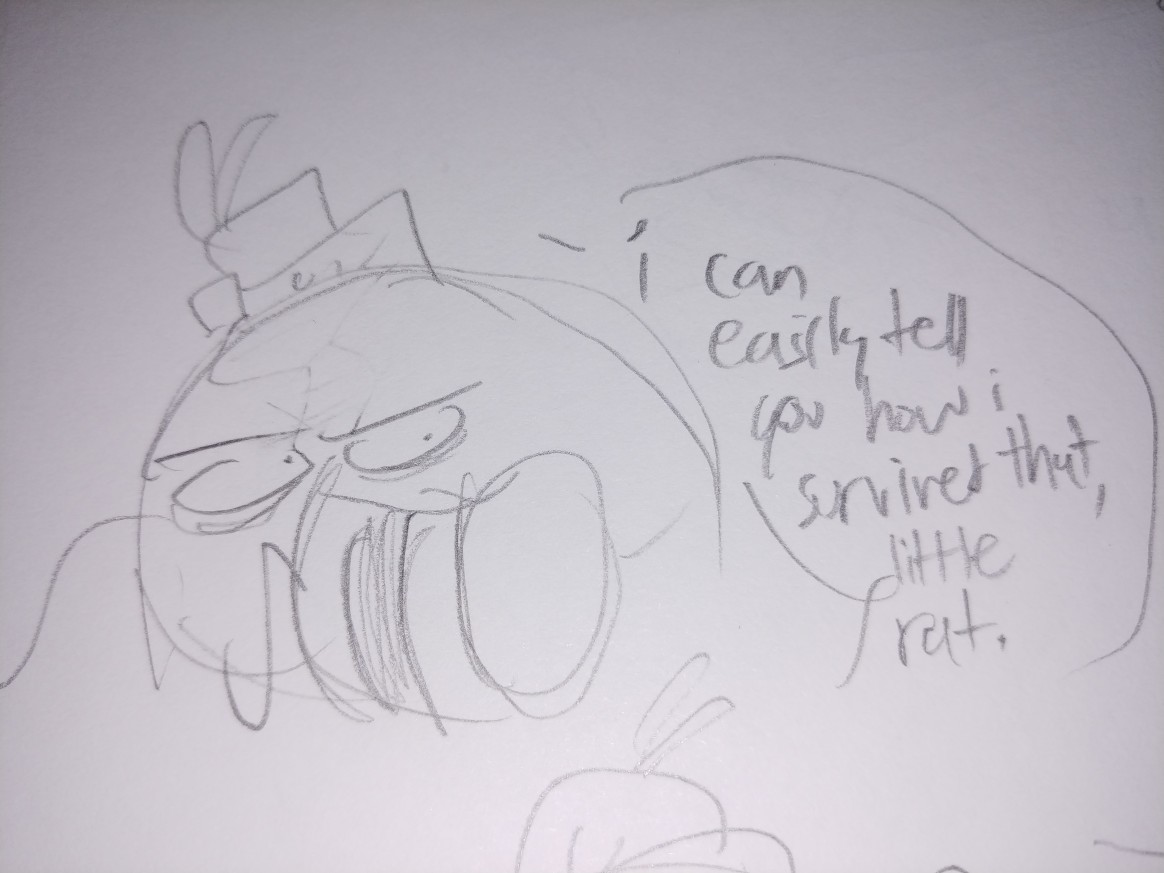 i can
easily tell
you how i
survived that,
little
rat.